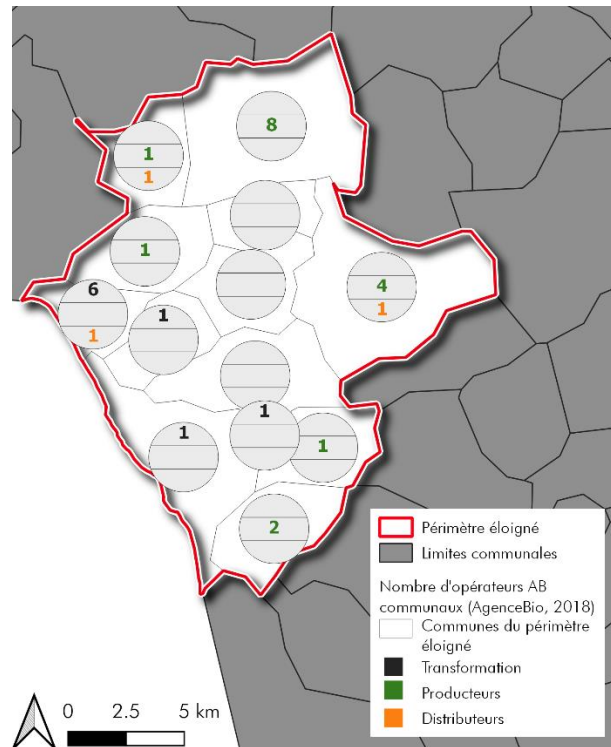 8
1
1
1
4
1
6
1
1
1
1
1
2
Périmètre éloigné
Limites communales
Nombre d'opérateurs AB
communaux (AgenceBio, 2018)
Communes du périmètre
éloigné
Transformation
Producteurs
Distributeurs
0 2.5 5 km